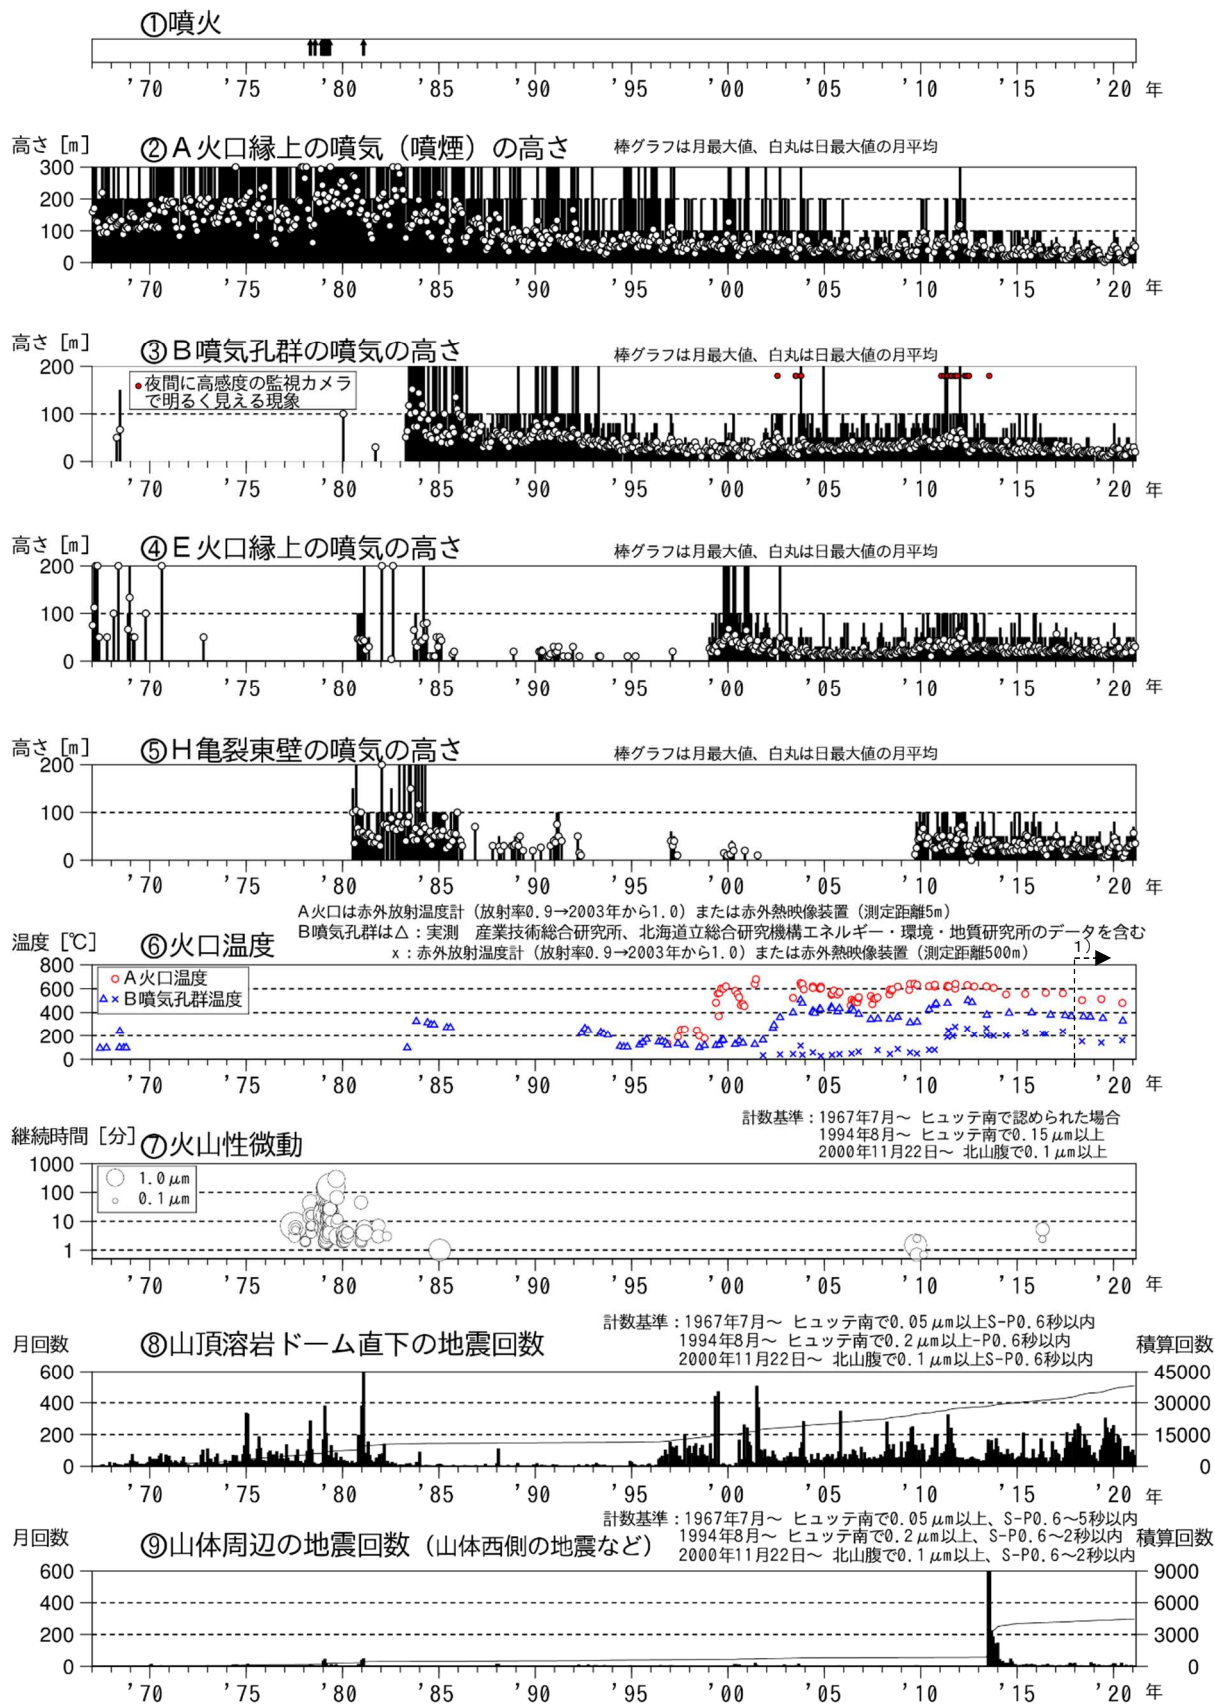 ①噴火
'70 '75 '80 '85 '90 '95 '00 '05 '10 '15 '20 年
高さ [m] ②A火口縁上の噴気（噴煙）の高さ 棒グラフは月最大値、白丸は日最大値の月平均
300
200
100
0
'70 '75 '80 '85 '90 '95 '00 '05 '10 '15 '20 年
高さ [m] ③B噴気孔群の噴気の高さ 棒グラフは月最大値、白丸は日最大値の月平均
200
夜間に高感度の監視カメラ
で明るく見える現象
100
0
'70 '75 '80 '85 '90 '95 '00 '05 '10 '15 '20 年
高さ [m] ④E火口縁上の噴気の高さ 棒グラフは月最大値、白丸は日最大値の月平均
200
100
0
'70 '75 '80 '85 '90 '95 '00 '05 '10 '15 '20 年
高さ [m] ⑤H亀裂東壁の噴気の高さ 棒グラフは月最大値、白丸は日最大値の月平均
200
100
0
'70 '75 '80 '85 '90 '95 '00 '05 '10 '15 '20 年
A火口は赤外放射温度計（放射率0.9→2003年から1.0）または赤外熱映像装置（測定距離5m）
B噴気孔群は△：実測　産業技術総合研究所、北海道立総合研究機構エネルギー・環境・地質研究所のデータを含む
温度 [℃] ⑥火口温度 x：赤外放射温度計（放射率0.9→2003年から1.0）または赤外熱映像装置（測定距離500m） 1）
800
○ A火口温度
600
△ × B噴気孔群温度
400
200
0
'70 '75 '80 '85 '90 '95 '00 '05 '10 '15 '20 年
計数基準：1967年7月～ ヒュッテ南で認められた場合
継続時間 [分] ⑦火山性微動 1994年8月～ ヒュッテ南で0.15μm以上
2000年11月22日～ 北山腹で0.1μm以上
1000
1.0μm
100
0.1μm
10
1
'70 '75 '80 '85 '90 '95 '00 '05 '10 '15 '20 年
計数基準：1967年7月～ ヒュッテ南で0.05μm以上S-P0.6秒以内
月回数 ⑧山頂溶岩ドーム直下の地震回数 1994年8月～ ヒュッテ南で0.2μm以上-P0.6秒以内 積算回数
2000年11月22日～ 北山腹で0.1μm以上S-P0.6秒以内
600 45000
400 30000
200 15000
0 0
'70 '75 '80 '85 '90 '95 '00 '05 '10 '15 '20 年
計数基準：1967年7月～ ヒュッテ南で0.05μm以上、S-P0.6～5秒以内
月回数 ⑨山体周辺の地震回数（山体西側の地震など） 1994年8月～ ヒュッテ南で0.2μm以上、S-P0.6～2秒以内 積算回数
2000年11月22日～ 北山腹で0.1μm以上、S-P0.6～2秒以内
600 9000
400 6000
200 3000
0 0
'70 '75 '80 '85 '90 '95 '00 '05 '10 '15 '20 年